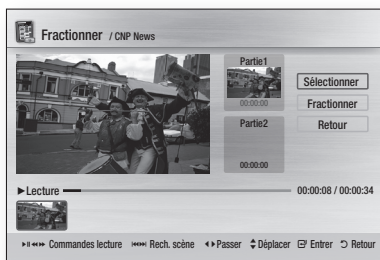 Fractionner / CNP News
Partie1
00:00:00
Partie2
00:00:00
Sélectionner
Fractionner
Retour
►Lecture 00:00:08 / 00:00:34
Commandes lecture Rech. scène Passer Déplacer Entrer Retour